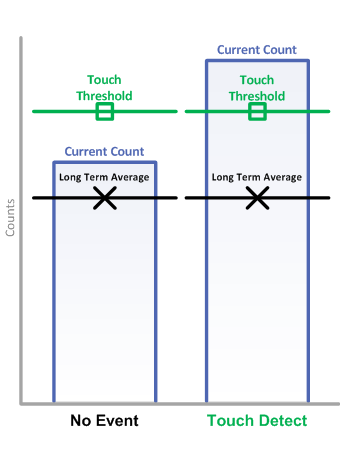 Current Count
Touch
Threshold
Touch
Threshold
Current Count
Long Term Average
Long Term Average
Counts
No Event
Touch Detect